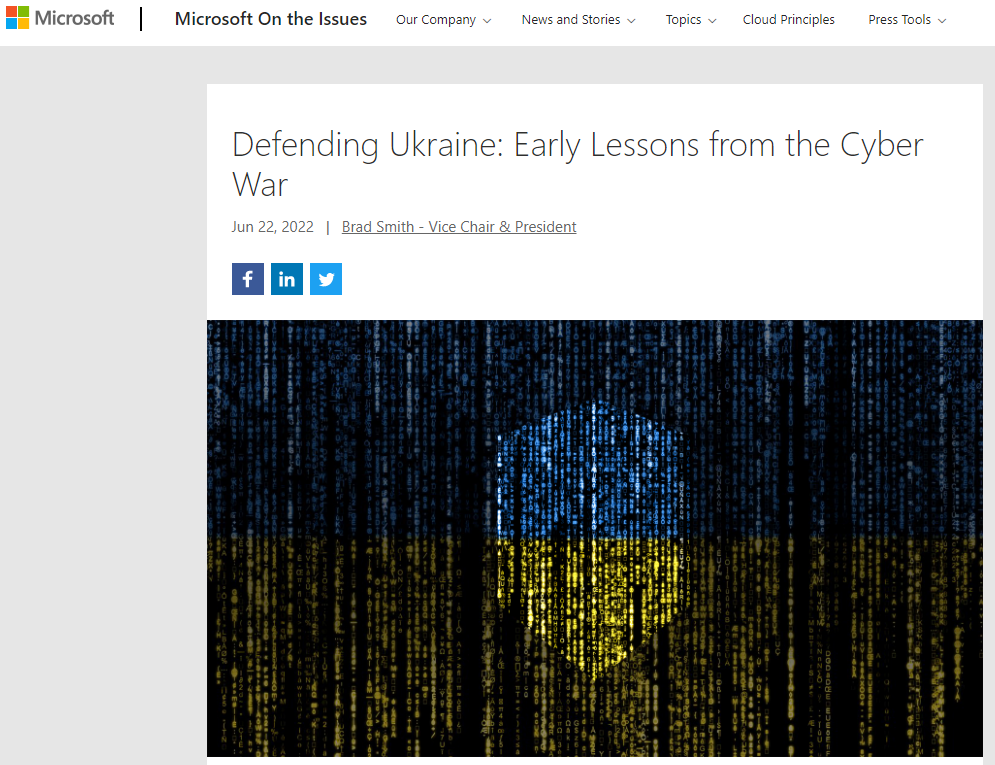 Microsoft
Microsoft On the Issues
Our Company
News and Stories
Topics
Cloud Principles
Press Tools
Defending Ukraine: Early Lessons from the Cyber
War
Jun 22, 2022 | Brad Smith - Vice Chair & President